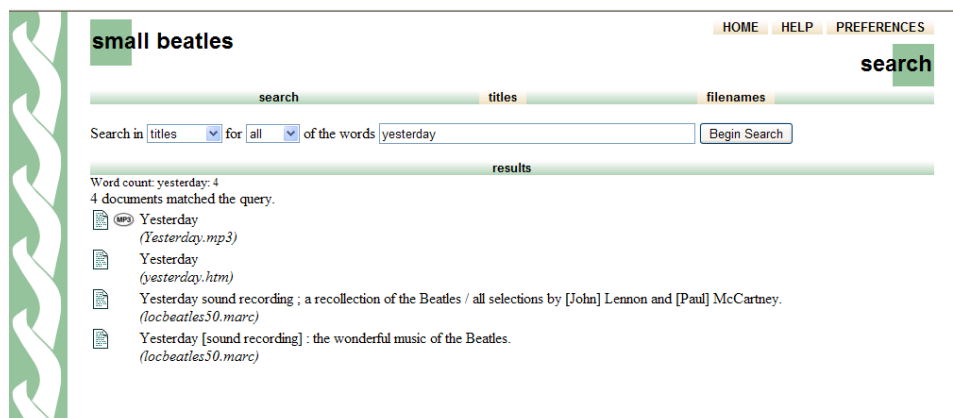 small beatles
HOME HELP PREFERENCES
search
search titles filenames
Search in titles for all of the words yesterday Begin Search
results
Word count: yesterday: 4
4 documents matched the query.
MP3 Yesterday
(Yesterday.mp3)
Yesterday
(yesterday.htm)
Yesterday sound recording ; a recollection of the Beatles / all selections by [John] Lennon and [Paul] McCartney.
(locbeatles50.marc)
Yesterday [sound recording] : the wonderful music of the Beatles.
(locbeatles50.marc)